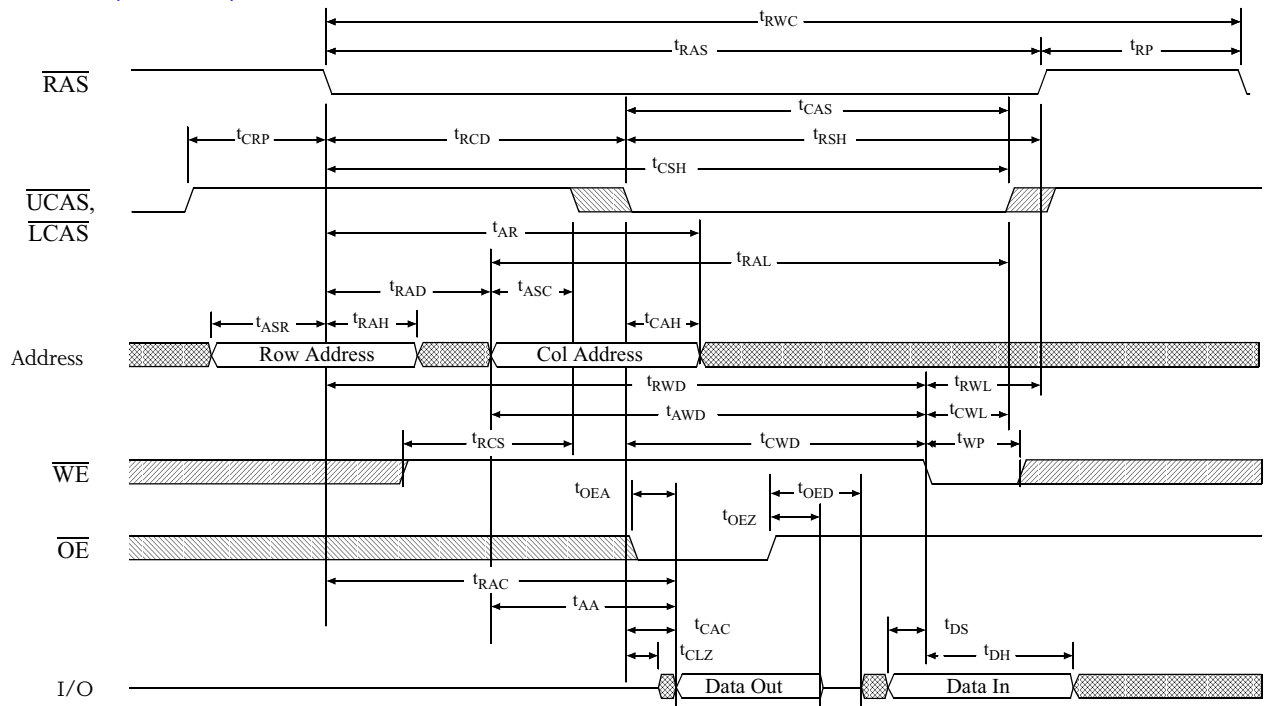 tRWC
tRAS
tRP
RAS
tCAS
tCRP
tRCD
tRSH
tCSH
UCAS,
LCAS
tAR
tRAL
tRAD
tASC
tASR
tRAH
tCAH
Address
Row Address
Col Address
tRWD
tRWL
tAWD
tCWL
tRCS
tCWD
tWP
WE
tOEA
tOED
tOEZ
OE
tRAC
tAA
tCAC
tDS
tCLZ
tDH
I/O
Data Out
Data In